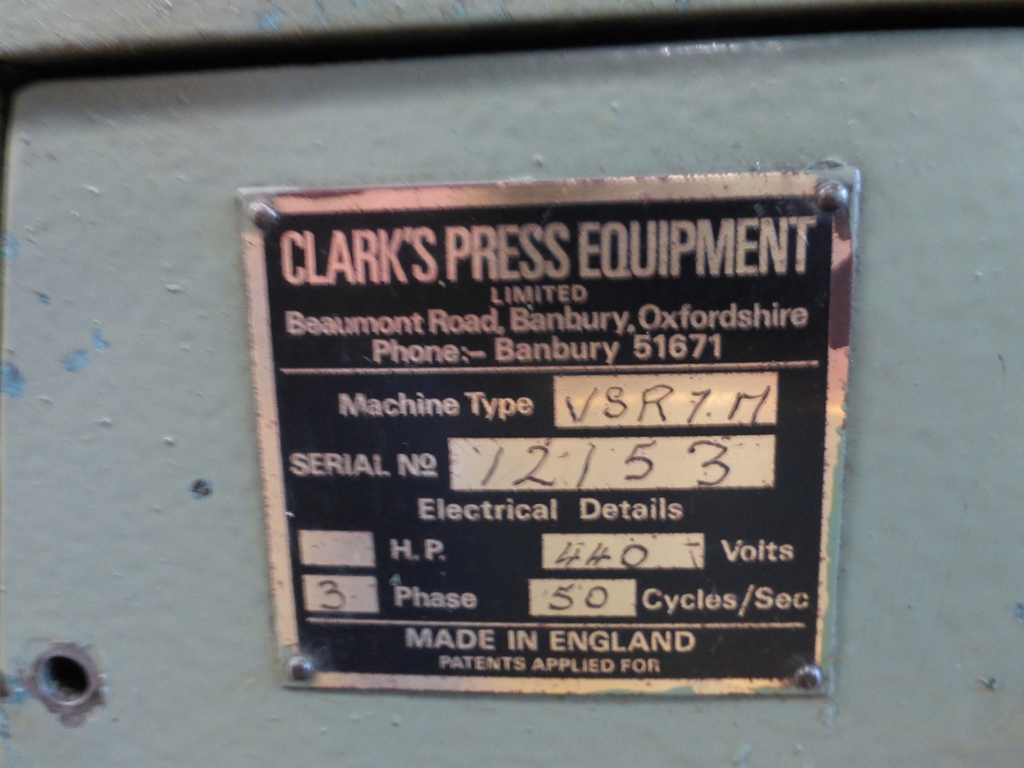 CLARK'S PRESS EQUIPMENT
LIMITED
Beaumont Road, Banbury, Oxfordshire
Phone:- Banbury 51671
Machine Type VSR7.M
SERIAL Nº 12153
Electrical Details
H.P. 440 Volts
3 Phase 50 Cycles/Sec
MADE IN ENGLAND
PATENTS APPLIED FOR